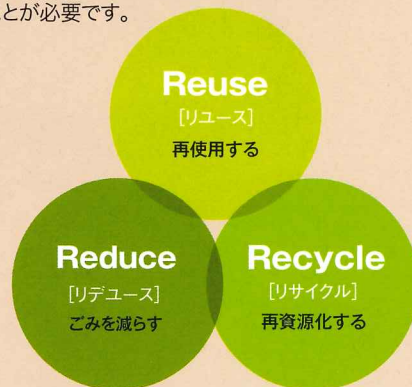 とが必要です。
Reuse
[リユース]
再使用する
Reduce
[リデュース]
ごみを減らす
Recycle
[リサイクル]
再資源化する